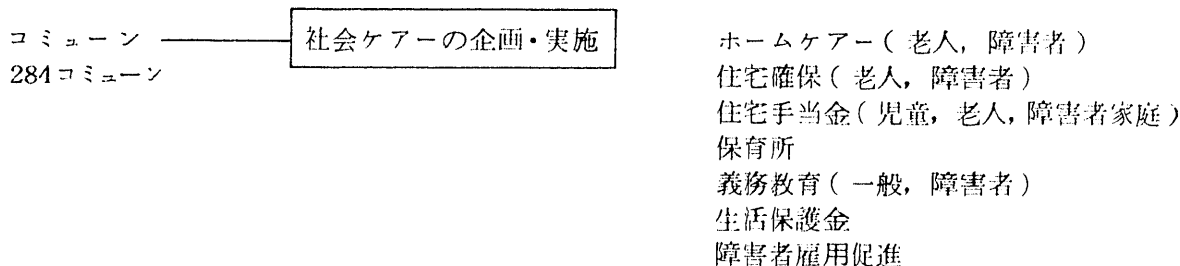 コミューン
284コミューン
社会ケアーの企画・実施
ホームケアー(老人,障害者)
住宅確保(老人,障害者)
住宅手当金(児童,老人,障害者家庭)
保育所
義務教育(一般,障害者)
生活保護金
障害者雇用促進